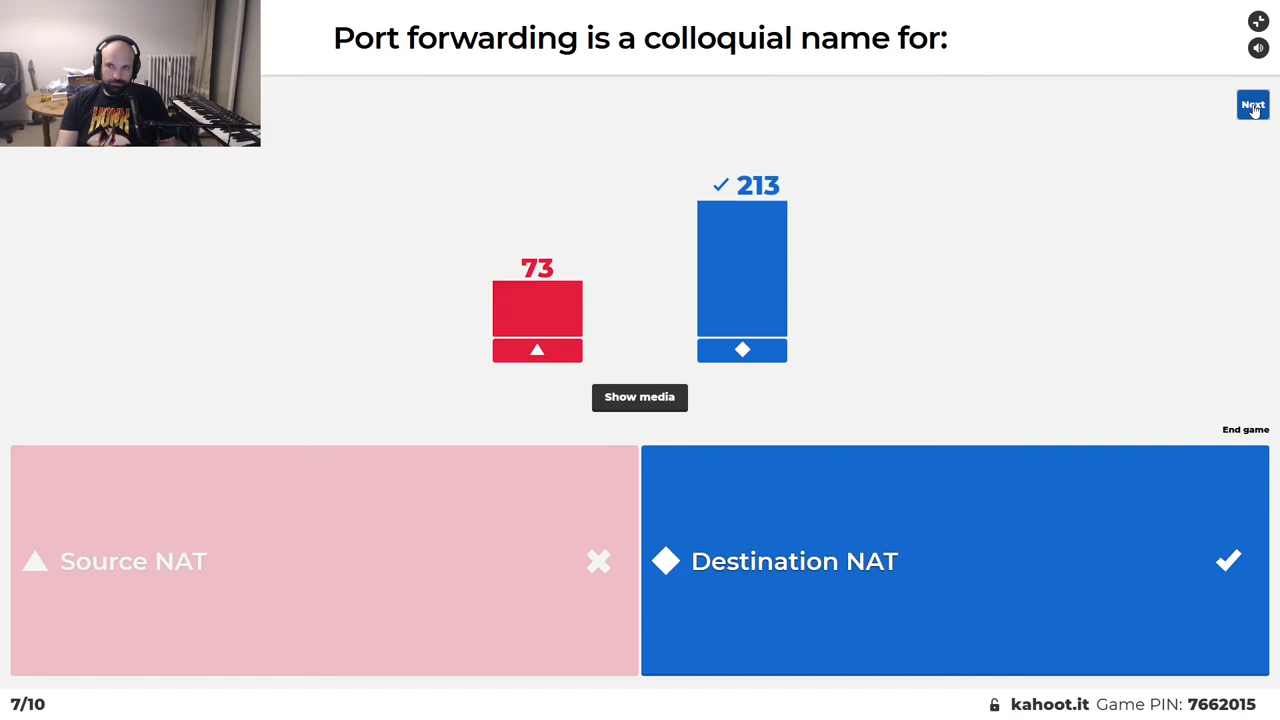 Port forwarding is a colloquial name for:
HONK
Next
213
73
Show media
End game
Source NAT
Destination NAT
7/10
kahoot.it Game PIN: 7662015